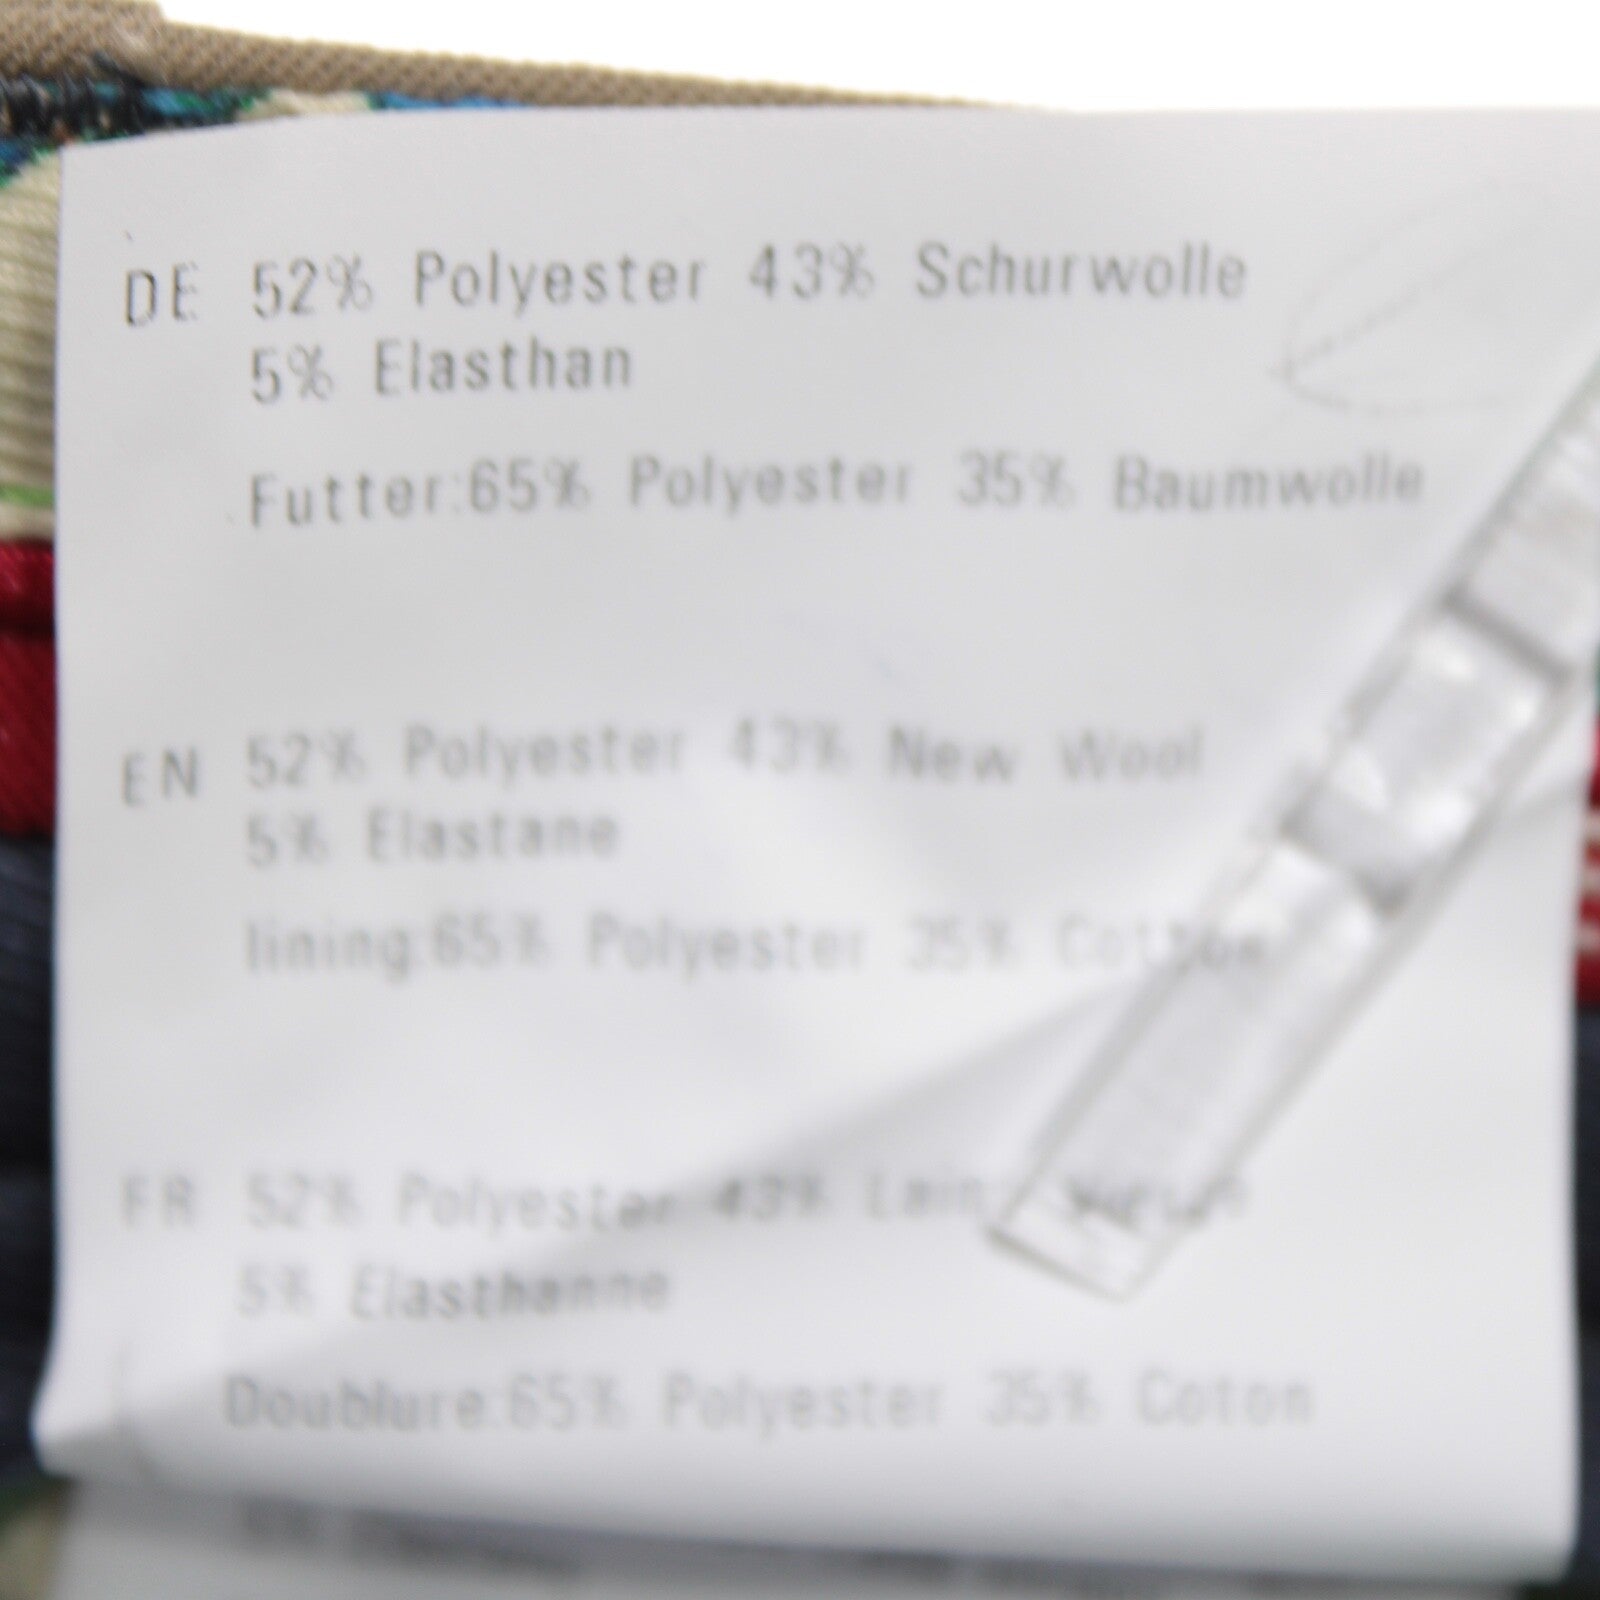 DE 52% Polyester 43% Schurwolle
5% Elasthan
Futter:65% Polyester 35% Baumwolle
EN 52% Polyester 43% New Wool
5% Elastane
lining:65% Polyester 35% Cotton
FR 52% Polyester 43%
5% Elasthanne
Doublure:65% Polyester 35% Coton